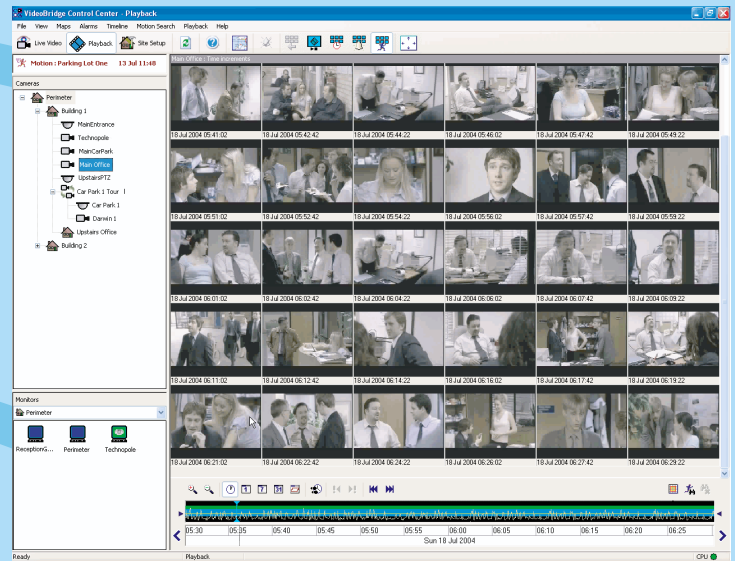 VideoBridge Control Center - Playback
File View Maps Alarms Timeline Motion Search Playback Help
Live Video Playback Site Setup
Motion : Parking Lot One 13 Jul 11:48
Main Office : Time increments
Cameras
Perimeter
Building 1
MainEntrance
Technopole
MainCarPark
Main Office
UpstairsPTZ
Car Park 1 Tour
Car Park 1
Darwin 1
Upstairs Office
Building 2
18 Jul 2004 05:41:02 18 Jul 2004 05:42:42 18 Jul 2004 05:44:22 18 Jul 2004 05:46:02 18 Jul 2004 05:47:42 18 Jul 2004 05:49:22
18 Jul 2004 05:51:02 18 Jul 2004 05:52:42 18 Jul 2004 05:54:22 18 Jul 2004 05:56:02 18 Jul 2004 05:57:42 18 Jul 2004 05:59:22
18 Jul 2004 06:01:02 18 Jul 2004 06:02:42 18 Jul 2004 06:04:22 18 Jul 2004 06:06:02 18 Jul 2004 06:07:42 18 Jul 2004 06:09:22
18 Jul 2004 06:11:02 18 Jul 2004 06:12:42 18 Jul 2004 06:14:22 18 Jul 2004 06:16:02 18 Jul 2004 06:17:42 18 Jul 2004 06:19:22
18 Jul 2004 06:21:02 18 Jul 2004 06:22:42 18 Jul 2004 06:24:22 18 Jul 2004 06:26:02 18 Jul 2004 06:27:42 18 Jul 2004 06:29:22
Monitors
Perimeter
ReceptionG... Perimeter Technopole
1 7 31
05:30 05:35 05:40 05:45 05:50 05:55 06:00 06:05 06:10 06:15 06:20 06:25
Sun 18 Jul 2004
Ready Playback CPU